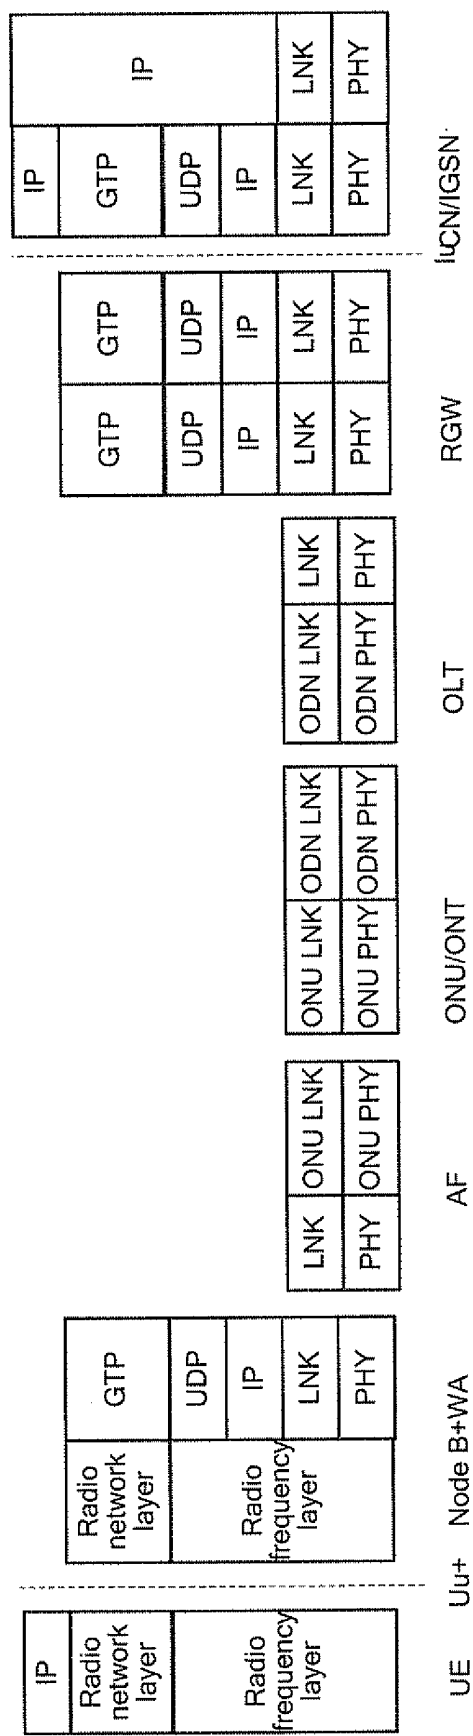 IP
Radio
network
layer
Radio
frequency
layer
UE
Uu+
Radio
network
layer
Radio
frequency
layer
GTP
UDP
IP
LNK
PHY
Node B+WA
LNK
ONU LNK
PHY
ONU PHY
AF
ONU LNK
ODN LNK
ONU PHY
ODN PHY
ONU/ONT
ODN LNK
LNK
ODN PHY
PHY
OLT
GTP
GTP
UDP
UDP
IP
IP
LNK
LNK
PHY
PHY
RGW
Iu
IP
GTP
UDP
IP
LNK
PHY
IP
LNK
PHY
CN/IGSN